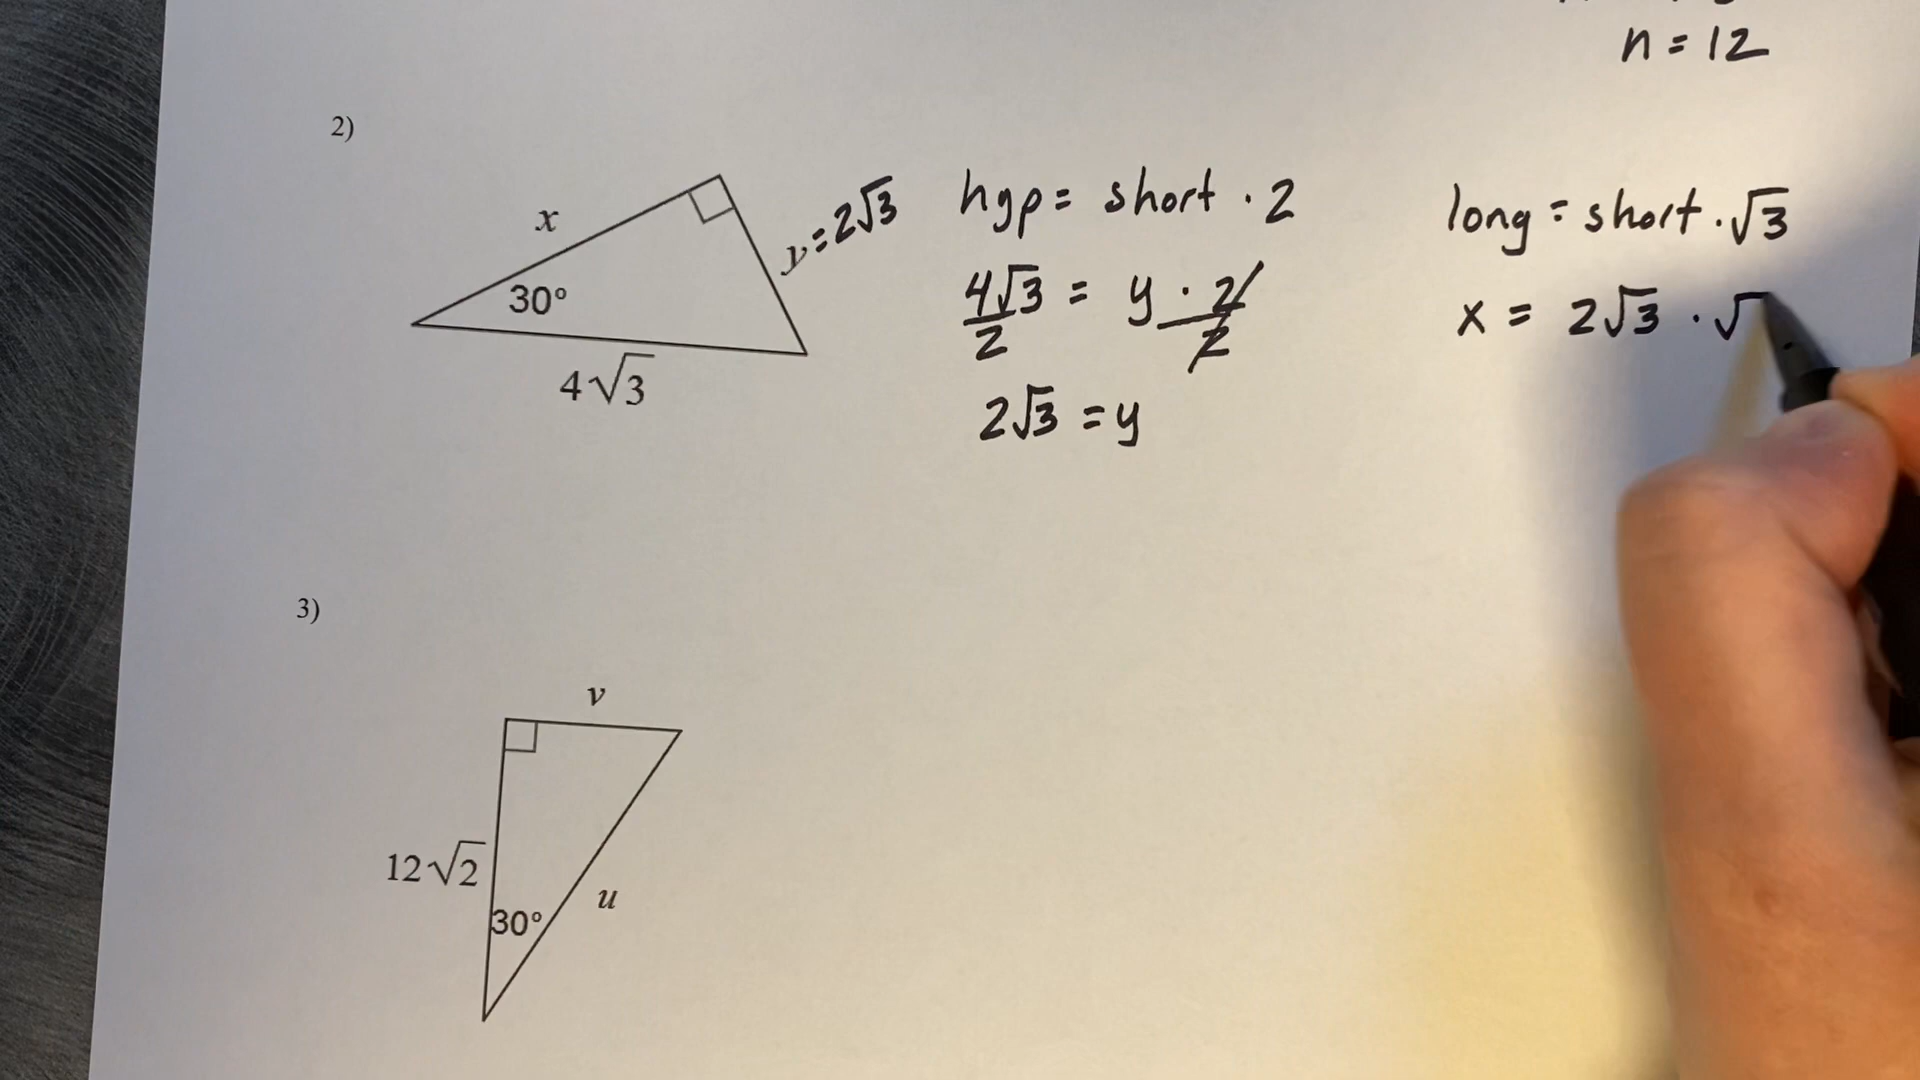 n = 12
2)
x
30°
4√3
y = 2√3
hyp = short · 2
4√3/2 = y · 2/2
2√3 = y
long = short · √3
x = 2√3 · √
3)
v
12√2
30°
u